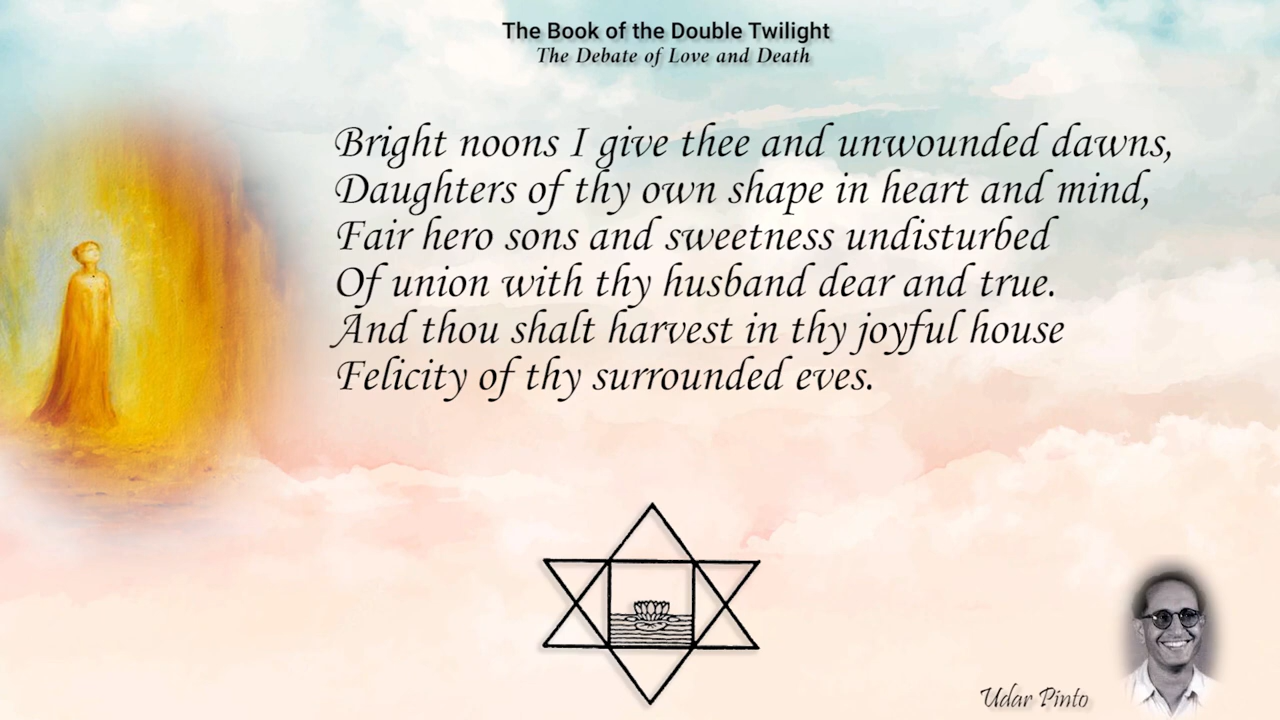 The Book of the Double Twilight
The Debate of Love and Death
Bright noons I give thee and unwounded dawns,
Daughters of thy own shape in heart and mind,
Fair hero sons and sweetness undisturbed
Of union with thy husband dear and true.
And thou shalt harvest in thy joyful house
Felicity of thy surrounded eves.
Udar Pinto